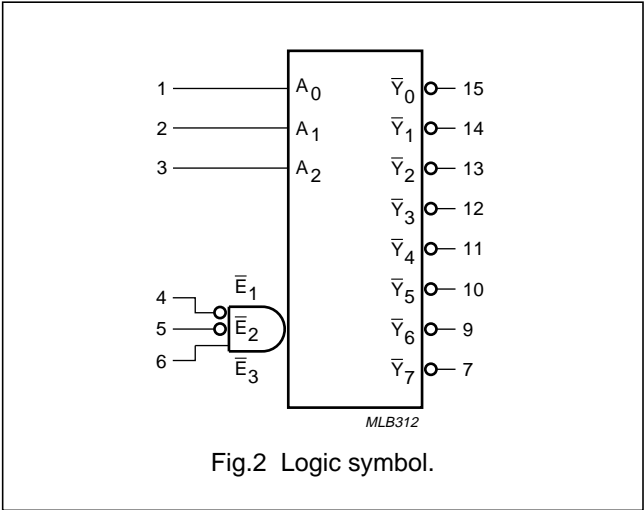 1 A0 Y̅0 15
2 A1 Y̅1 14
3 A2 Y̅2 13
Y̅3 12
Y̅4 11
E̅1 Y̅5 10
4
5 E̅2 Y̅6 9
6 E̅3 Y̅7 7
MLB312
Fig.2 Logic symbol.